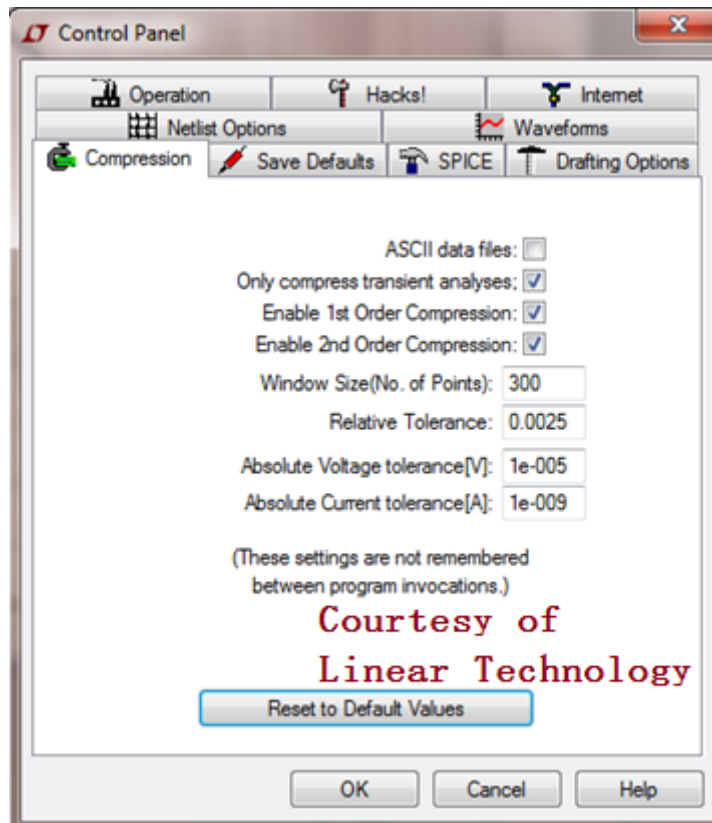 Control Panel
Operation
Hacks!
Internet
Netlist Options
Waveforms
Compression
Save Defaults
SPICE
Drafting Options
ASCII data files:
Only compress transient analyses:
Enable 1st Order Compression:
Enable 2nd Order Compression:
Window Size(No. of Points): 300
Relative Tolerance: 0.0025
Absolute Voltage tolerance[V]: 1e-005
Absolute Current tolerance[A]: 1e-009
(These settings are not remembered
between program invocations.)
Courtesy of
Linear Technology
Reset to Default Values
OK
Cancel
Help